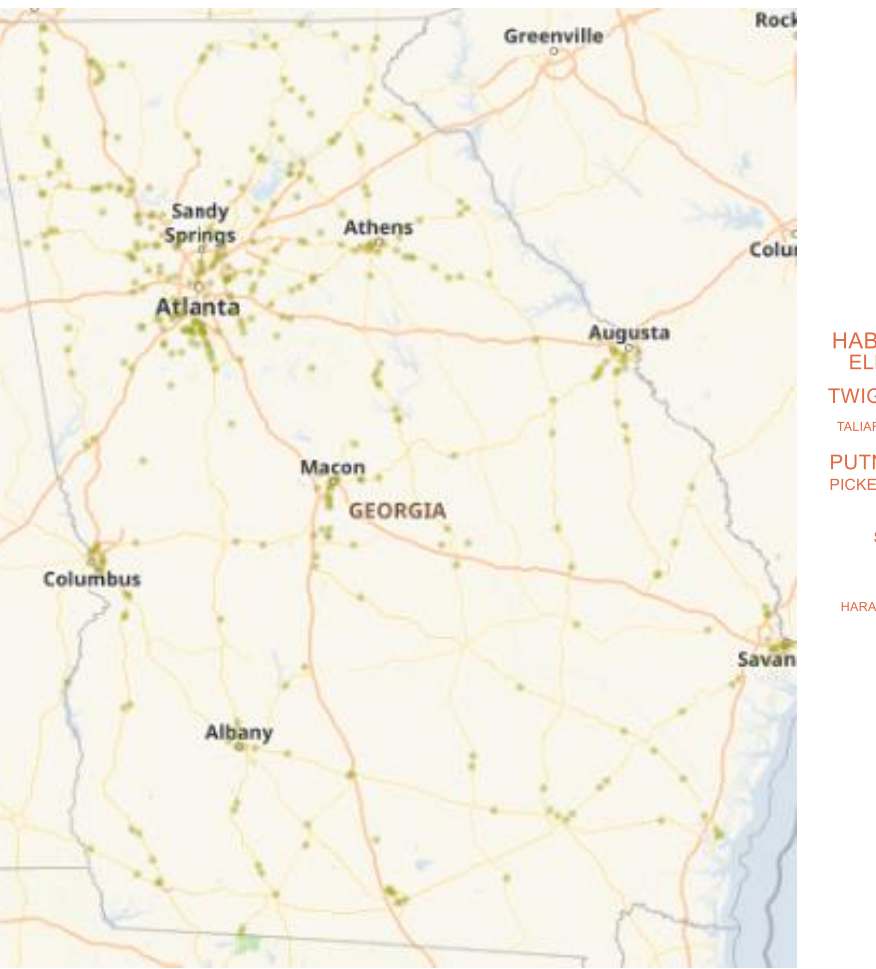 Greenville
Rock
Sandy
Springs
Athens
Colu
Atlanta
Augusta
HAB
TWIG
TALIAF
Macon
PUTN
PICKE
GEORGIA
Columbus
HARA
Savan
Albany